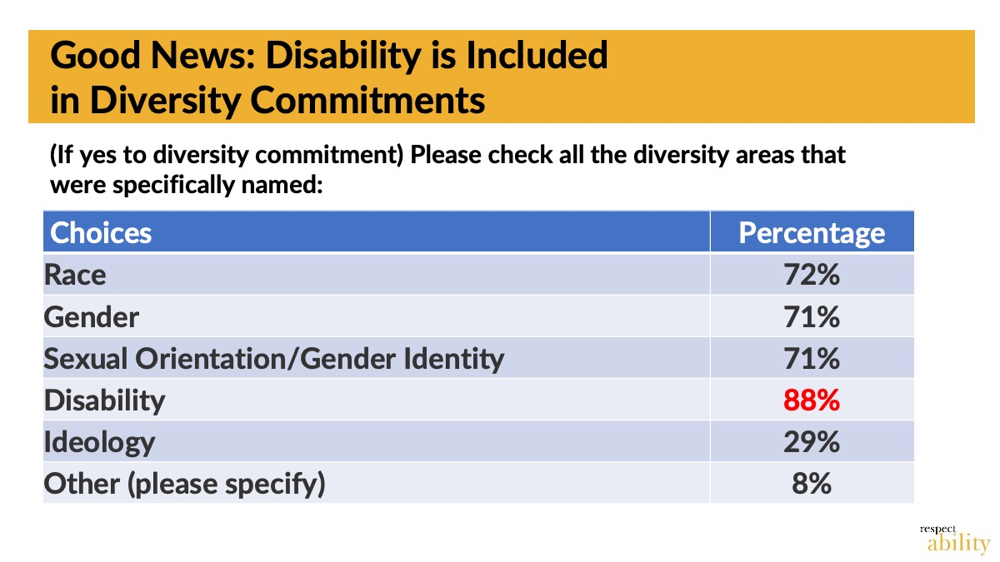 Good News: Disability is Included
in Diversity Commitments
(If yes to diversity commitment) Please check all the diversity areas that
were specifically named:
Choices Percentage
Race 72%
Gender 71%
Sexual Orientation/Gender Identity 71%
Disability 88%
Ideology 29%
Other (please specify) 8%
respect
ability